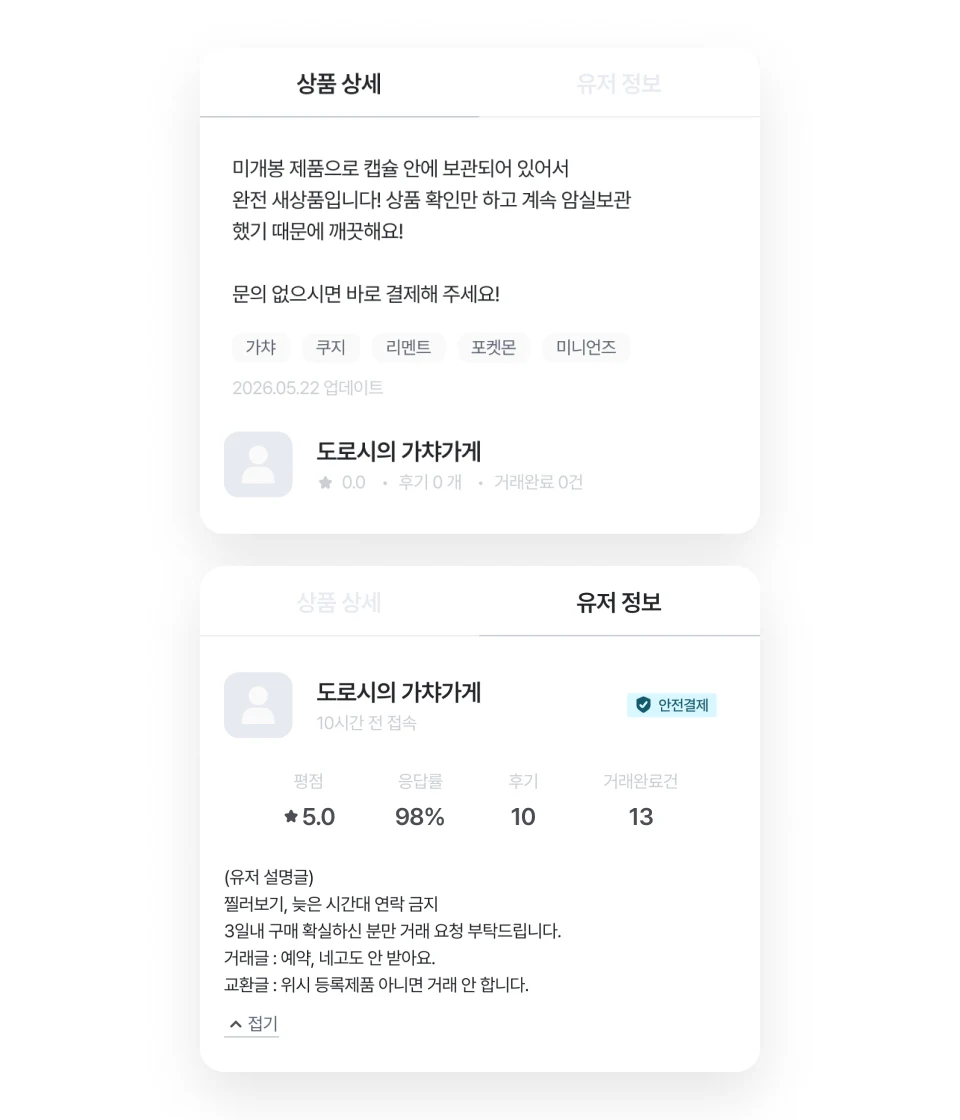 상품 상세 유저 정보
미개봉 제품으로 캡슐 안에 보관되어 있어서
완전 새상품입니다! 상품 확인만 하고 계속 암실보관
했기 때문에 깨끗해요!
문의 없으시면 바로 결제해 주세요!
가챠 쿠지 리멘트 포켓몬 미니언즈
2026.05.22 업데이트
도로시의 가챠가게
★ 0.0 • 후기 0 개 • 거래완료 0건
상품 상세 유저 정보
도로시의 가챠가게
10시간 전 접속
안전결제
평점 응답률 후기 거래완료건
★ 5.0 98% 10 13
(유저 설명글)
찔러보기, 늦은 시간대 연락 금지
3일내 구매 확실하신 분만 거래 요청 부탁드립니다.
거래글 : 예약, 네고도 안 받아요.
교환글 : 위시 등록제품 아니면 거래 안 합니다.
접기